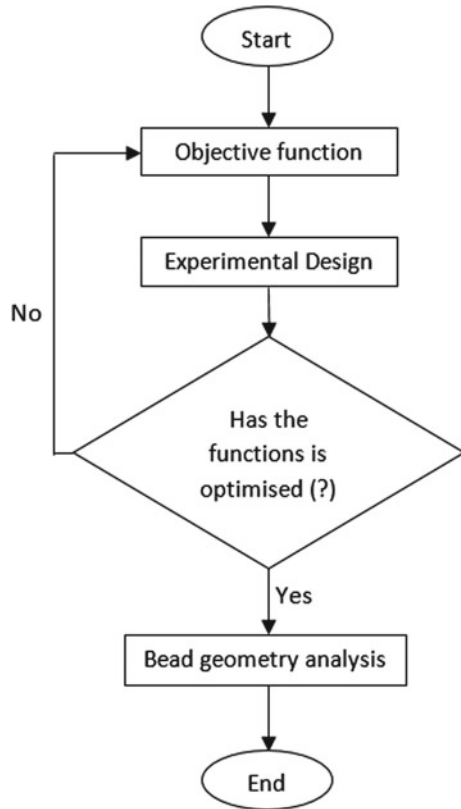 Start
Objective function
Experimental Design
No
Has the
functions is
optimised (?)
Yes
Bead geometry analysis
End